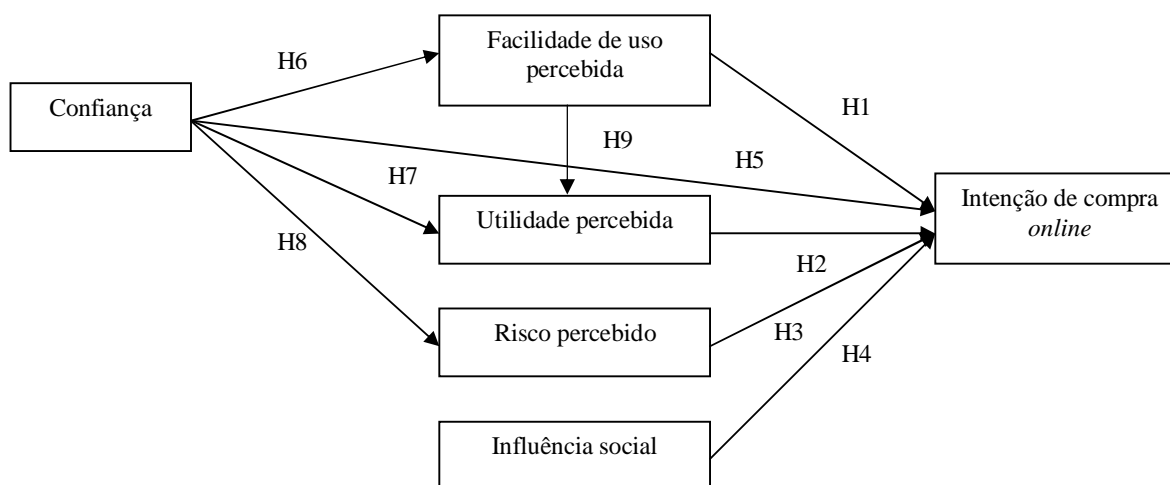 Facilidade de uso
percebida
H6
Confiança
H1
H9
H5
H7
Intenção de compra
online
Utilidade percebida
H8
H2
Risco percebido
H3
H4
Influência social